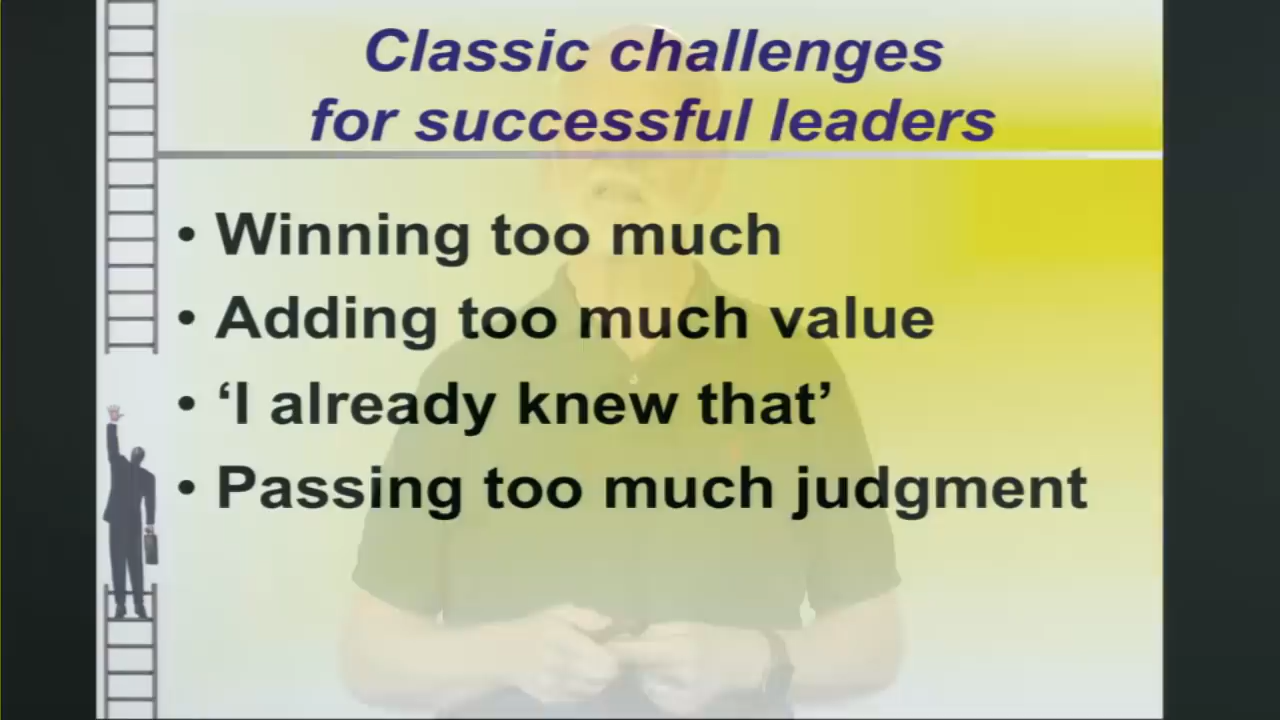 Classic challenges
for successful leaders
• Winning too much
• Adding too much value
• ‘I already knew that’
• Passing too much judgment